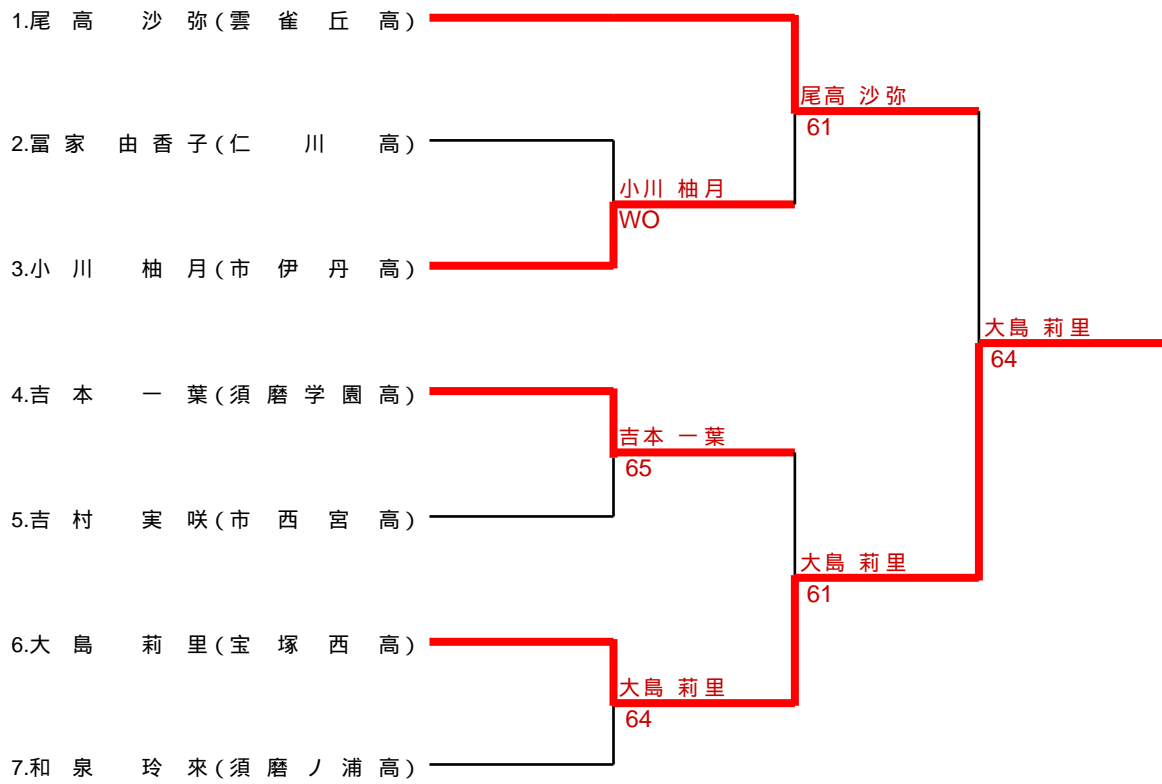 1.尾高 沙弥(雲雀丘高)
尾高 沙弥
61
2.冨家 由香子(仁川高)
小川 柚月
WO
3.小川 柚月(市伊丹高)
大島 莉里
64
4.吉本 一葉(須磨学園高)
吉本 一葉
65
5.吉村 実咲(市西宮高)
大島 莉里
61
6.大島 莉里(宝塚西高)
大島 莉里
64
7.和泉 玲來(須磨ノ浦高)